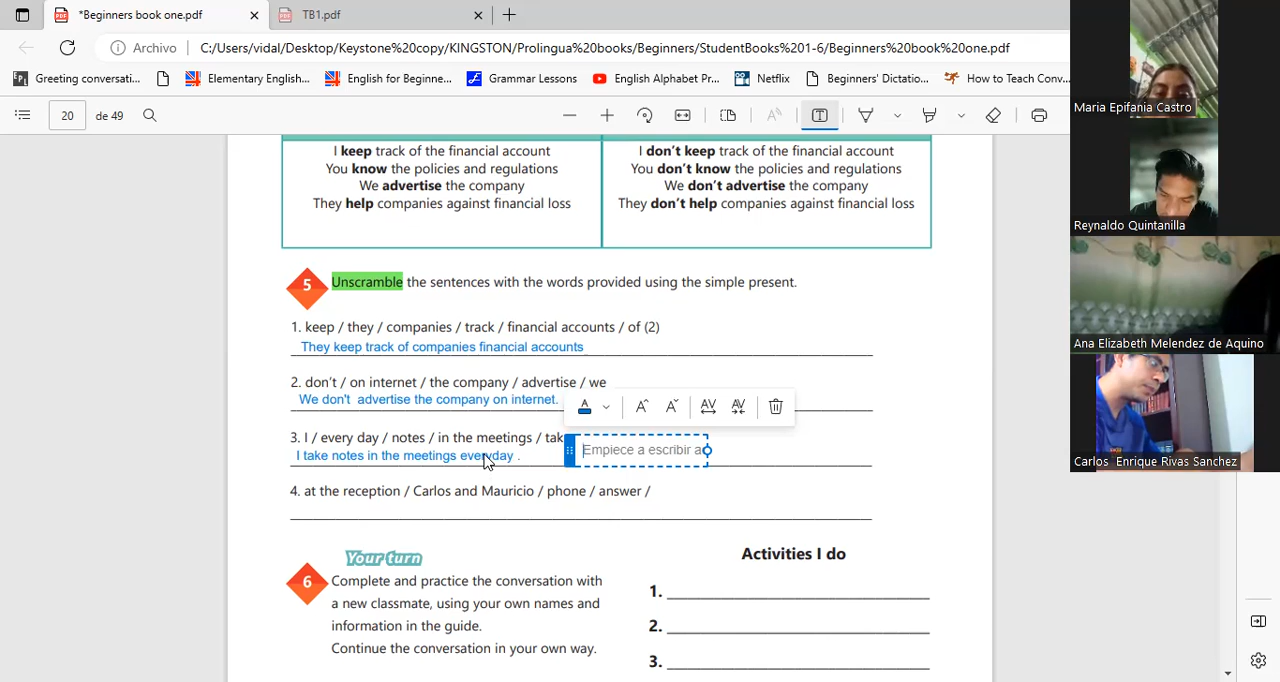 *Beginners book one.pdf
TB1.pdf
Archivo
C:/Users/vidal/Desktop/Keystone%20copy/KINGSTON/Prolingua%20books/Beginners/StudentBooks%201-6/Beginners%20book%20one.pdf
Greeting conversati...
Elementary English...
English for Beginne...
Grammar Lessons
English Alphabet Pr...
Netflix
Beginners' Dictatio...
How to Teach Conv...
20
de 49
I keep track of the financial account
You know the policies and regulations
We advertise the company
They help companies against financial loss
I don't keep track of the financial account
You don't know the policies and regulations
We don't advertise the company
They don't help companies against financial loss
5
Unscramble the sentences with the words provided using the simple present.
1. keep / they / companies / track / financial accounts / of (2)
They keep track of companies financial accounts
2. don't / on internet / the company / advertise / we
We don't advertise the company on internet.
3. I / every day / notes / in the meetings / tak
I take notes in the meetings everyday .
Empiece a escribir a
4. at the reception / Carlos and Mauricio / phone / answer /
Your turn
6
Complete and practice the conversation with
a new classmate, using your own names and
information in the guide.
Continue the conversation in your own way.
Activities I do
1.
2.
3.
Maria Epifania Castro
Reynaldo Quintanilla
Ana Elizabeth Melendez de Aquino
Carlos Enrique Rivas Sanchez